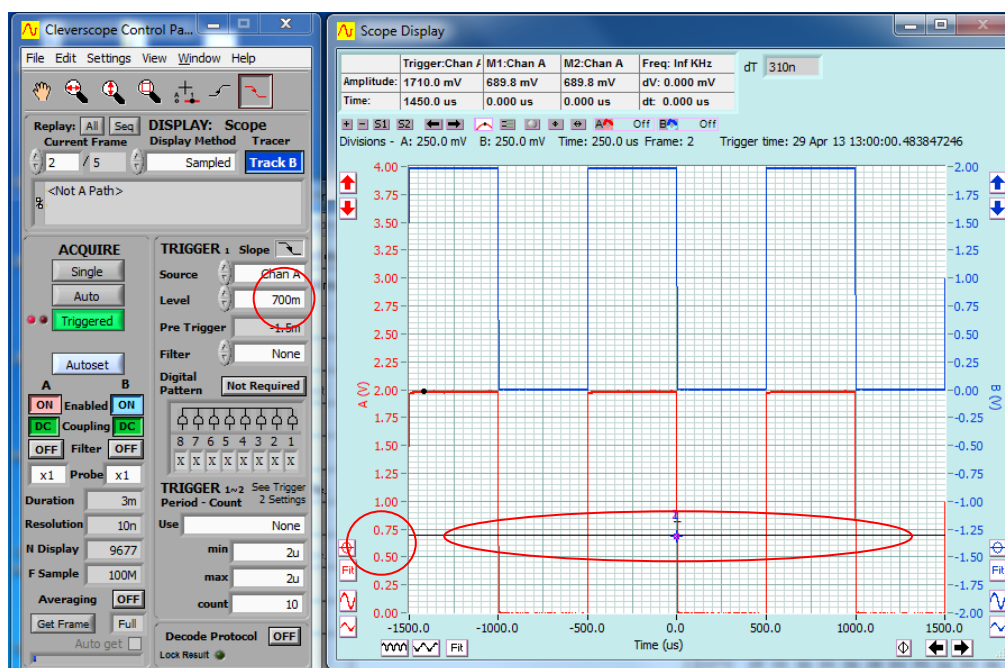 Cleverscope Control Pa...
File Edit Settings View Window Help
Replay: All Seq DISPLAY: Scope
Current Frame Display Method Tracer
2 / 5 Sampled Track B
<Not A Path>
ACQUIRE
Single
Auto
Triggered
Autoset
A B
ON Enabled ON
DC Coupling DC
OFF Filter OFF
x1 Probe x1
Duration 3m
Resolution 10n
N Display 9677
F Sample 100M
Averaging OFF
Get Frame Full
Auto get
TRIGGER 1 Slope
Source Chan A
Level 700m
Pre Trigger -1.5m
Filter None
Digital Pattern Not Required
8 7 6 5 4 3 2 1
X X X X X X X X
TRIGGER 1~2 See Trigger
Period - Count 2 Settings
Use None
min 2u
max 2u
count 10
Decode Protocol OFF
Lock Result
Scope Display
Trigger:Chan A M1:Chan A M2:Chan A Freq: Inf KHz
Amplitude: 1710.0 mV 689.8 mV 689.8 mV dV: 0.000 mV
Time: 1450.0 us 0.000 us 0.000 us dt: 0.000 us
dT 310n
S1 S2 A Off B Off
Divisions - A: 250.0 mV B: 250.0 mV Time: 250.0 us Frame: 2 Trigger time: 29 Apr 13 13:00:00.483847246
4.00
3.75
3.50
3.25
3.00
2.75
2.50
2.25
2.00
1.75
1.50
1.25
1.00
0.75
0.50
0.25
0.00
A (V)
-2.00
-0.25
-0.50
-0.75
-1.00
-1.25
-1.50
-1.75
-0.00
-0.25
-0.50
-0.75
-1.00
-1.25
-1.50
-1.75
-2.00
B (V)
Fit
Fit
-1500.0 -1000.0 -500.0 0.0 500.0 1000.0 1500.0
Time (us)
Fit